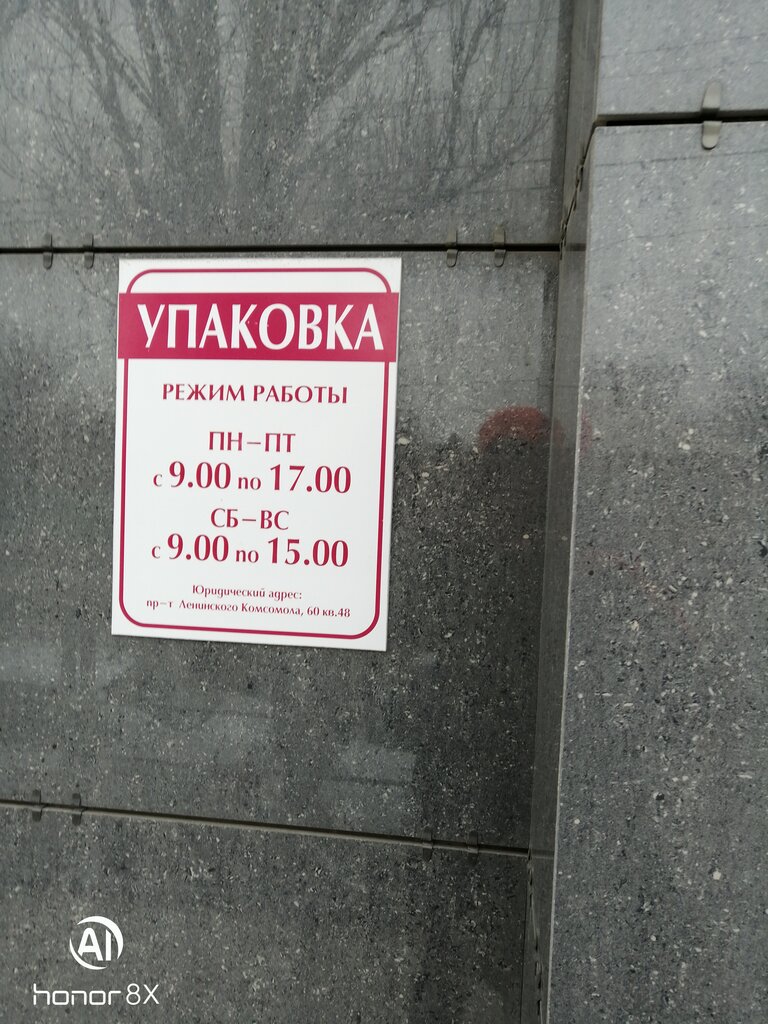 УПАКОВКА
РЕЖИМ РАБОТЫ
ПН–ПТ
с 9.00 по 17.00
СБ–ВС
с 9.00 по 15.00
Юридический адрес:
пр–т Ленинского Комсомола, 60 кв.48
AI
honor 8X